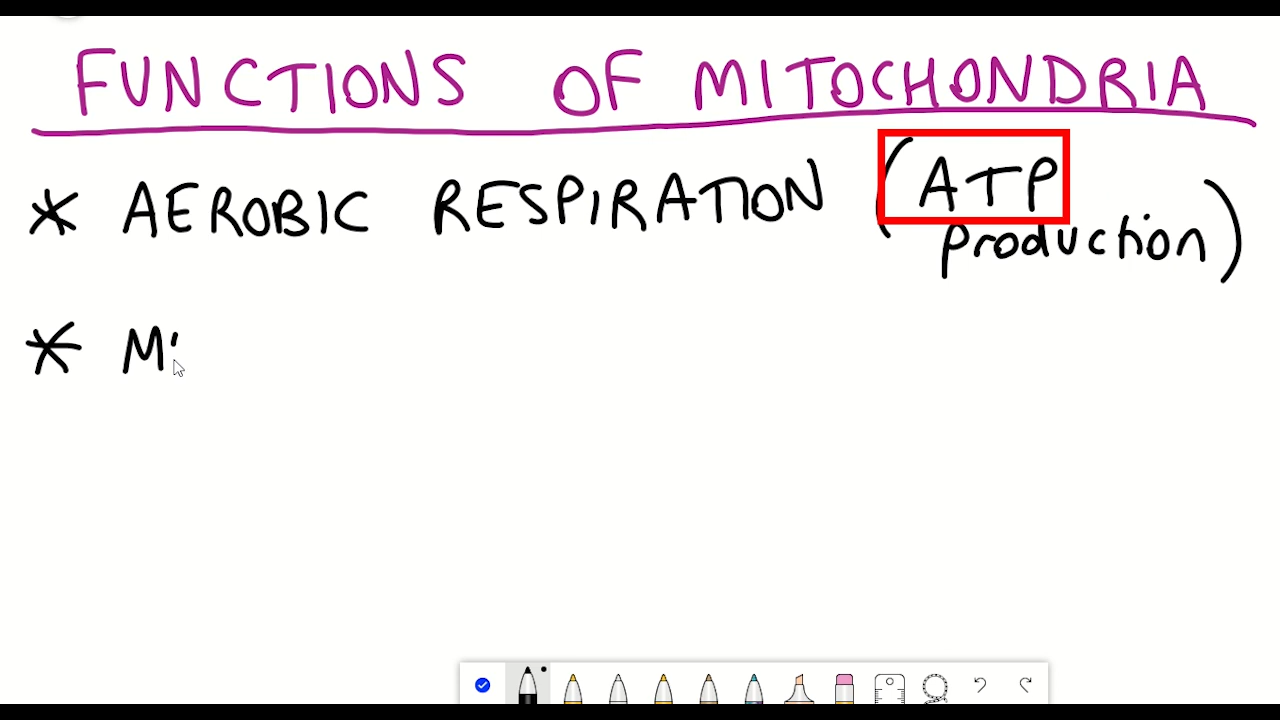 FUNCTIONS OF MITOCHONDRIA
* AEROBIC RESPIRATION (ATP
production)
* M